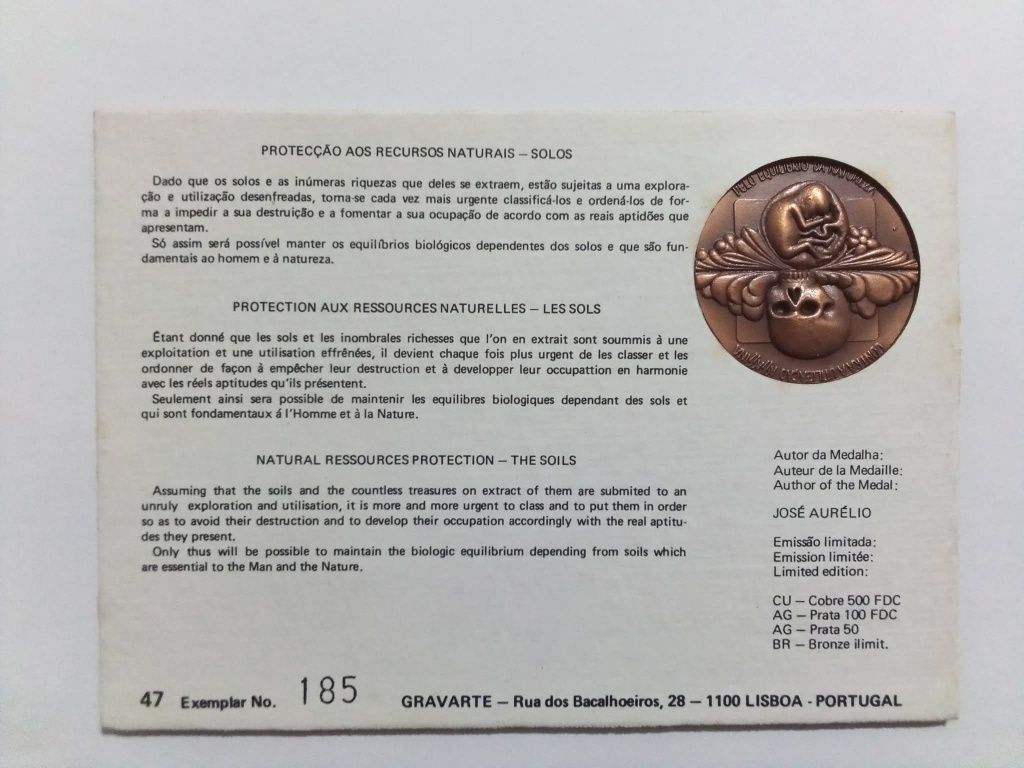 PROTECÇÃO AOS RECURSOS NATURAIS – SOLOS
Dado que os solos e as inúmeras riquezas que deles se extraem, estão sujeitas a uma explora-
ção e utilização desenfreadas, torna-se cada vez mais urgente classificá-los e ordená-los de for-
ma a impedir a sua destruição e a fomentar a sua ocupação de acordo com as reais aptidões que
apresentam.
Só assim será possível manter os equilíbrios biológicos dependentes dos solos e que são fun-
damentais ao homem e à natureza.
PROTECTION AUX RESSOURCES NATURELLES – LES SOLS
Étant donné que les sols et les inombrales richesses que l'on en extrait sont soummis à une
exploitation et une utilisation effrénées, il devient chaque fois plus urgent de les classer et les
ordonner de façon à empêcher leur destruction et à developper leur occupattion en harmonie
avec les réels aptitudes qu'ils présentent.
Seulement ainsi sera possible de maintenir les equilibres biologiques dependant des sols et
qui sont fondamentaux á l'Homme et à la Nature.
NATURAL RESSOURCES PROTECTION – THE SOILS
Assuming that the soils and the countless treasures on extract of them are submited to an
unruly exploration and utilisation, it is more and more urgent to class and to put them in order
so as to avoid their destruction and to develop their occupation accordingly with the real aptitu-
des they present.
Only thus will be possible to maintain the biologic equilibrium depending from soils which
are essential to the Man and the Nature.
PELO EQUILIBRIO DA NATUREZA
Autor da Medalha:
Auteur de la Medaille:
Author of the Medal:
JOSÉ AURÉLIO
Emissão limitada:
Emission limitée:
Limited edition:
CU – Cobre 500 FDC
AG – Prata 100 FDC
AG – Prata 50
BR – Bronze ilimit.
47 Exemplar No. 185
GRAVARTE – Rua dos Bacalhoeiros, 28 – 1100 LISBOA - PORTUGAL